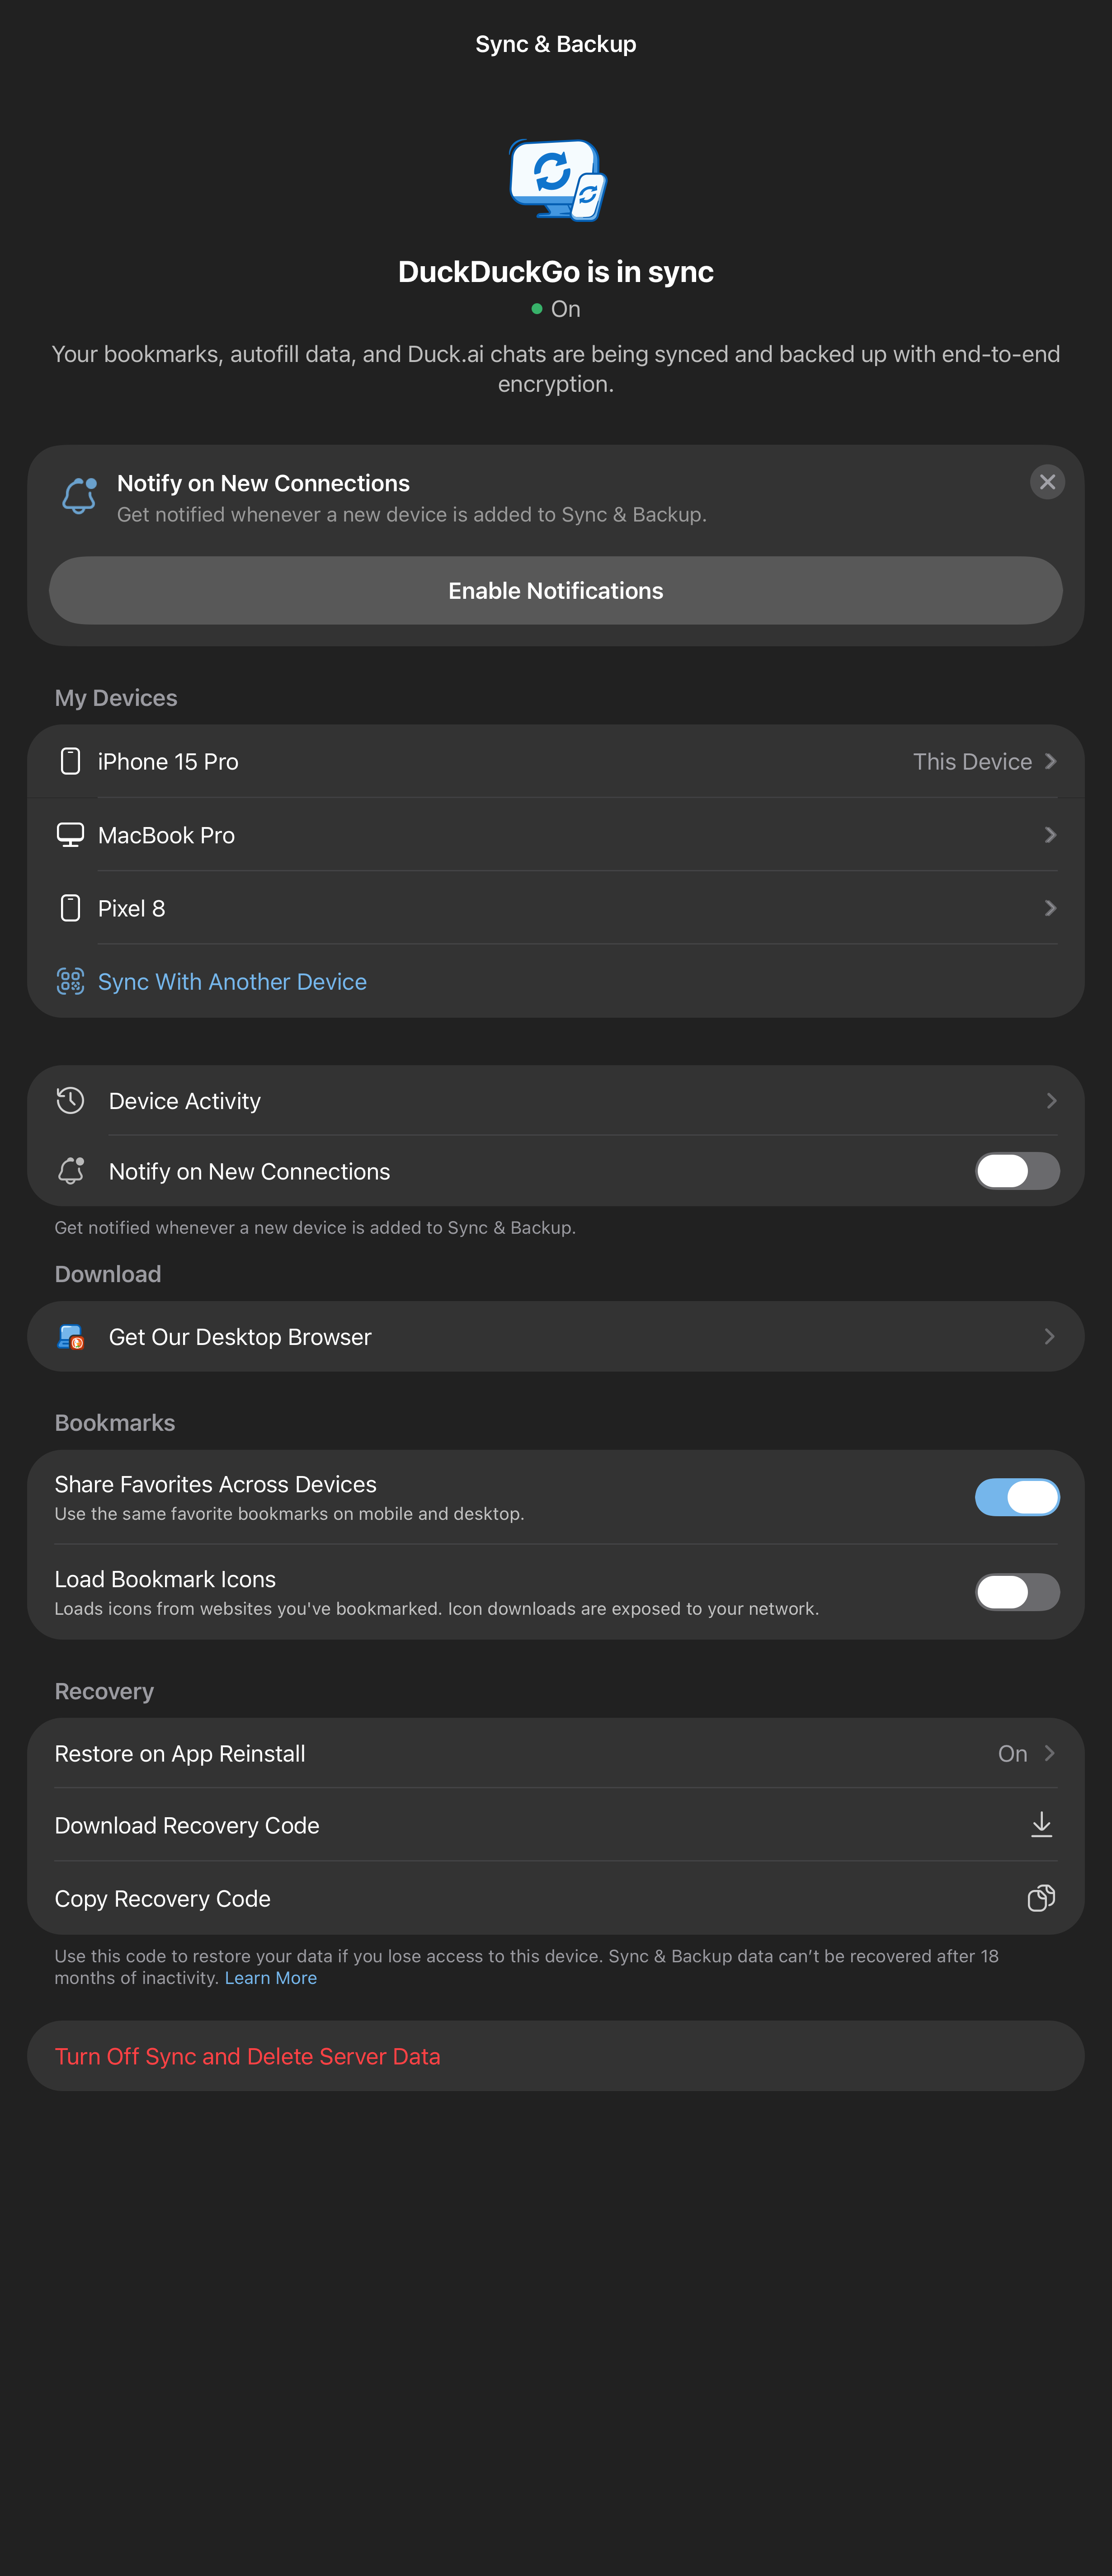 Sync & Backup
DuckDuckGo is in sync
On
Your bookmarks, autofill data, and Duck.ai chats are being synced and backed up with end-to-end
encryption.
Notify on New Connections
Get notified whenever a new device is added to Sync & Backup.
Enable Notifications
My Devices
iPhone 15 Pro This Device
MacBook Pro
Pixel 8
Sync With Another Device
Device Activity
Notify on New Connections
Get notified whenever a new device is added to Sync & Backup.
Download
Get Our Desktop Browser
Bookmarks
Share Favorites Across Devices
Use the same favorite bookmarks on mobile and desktop.
Load Bookmark Icons
Loads icons from websites you've bookmarked. Icon downloads are exposed to your network.
Recovery
Restore on App Reinstall On
Download Recovery Code
Copy Recovery Code
Use this code to restore your data if you lose access to this device. Sync & Backup data can’t be recovered after 18
months of inactivity. Learn More
Turn Off Sync and Delete Server Data